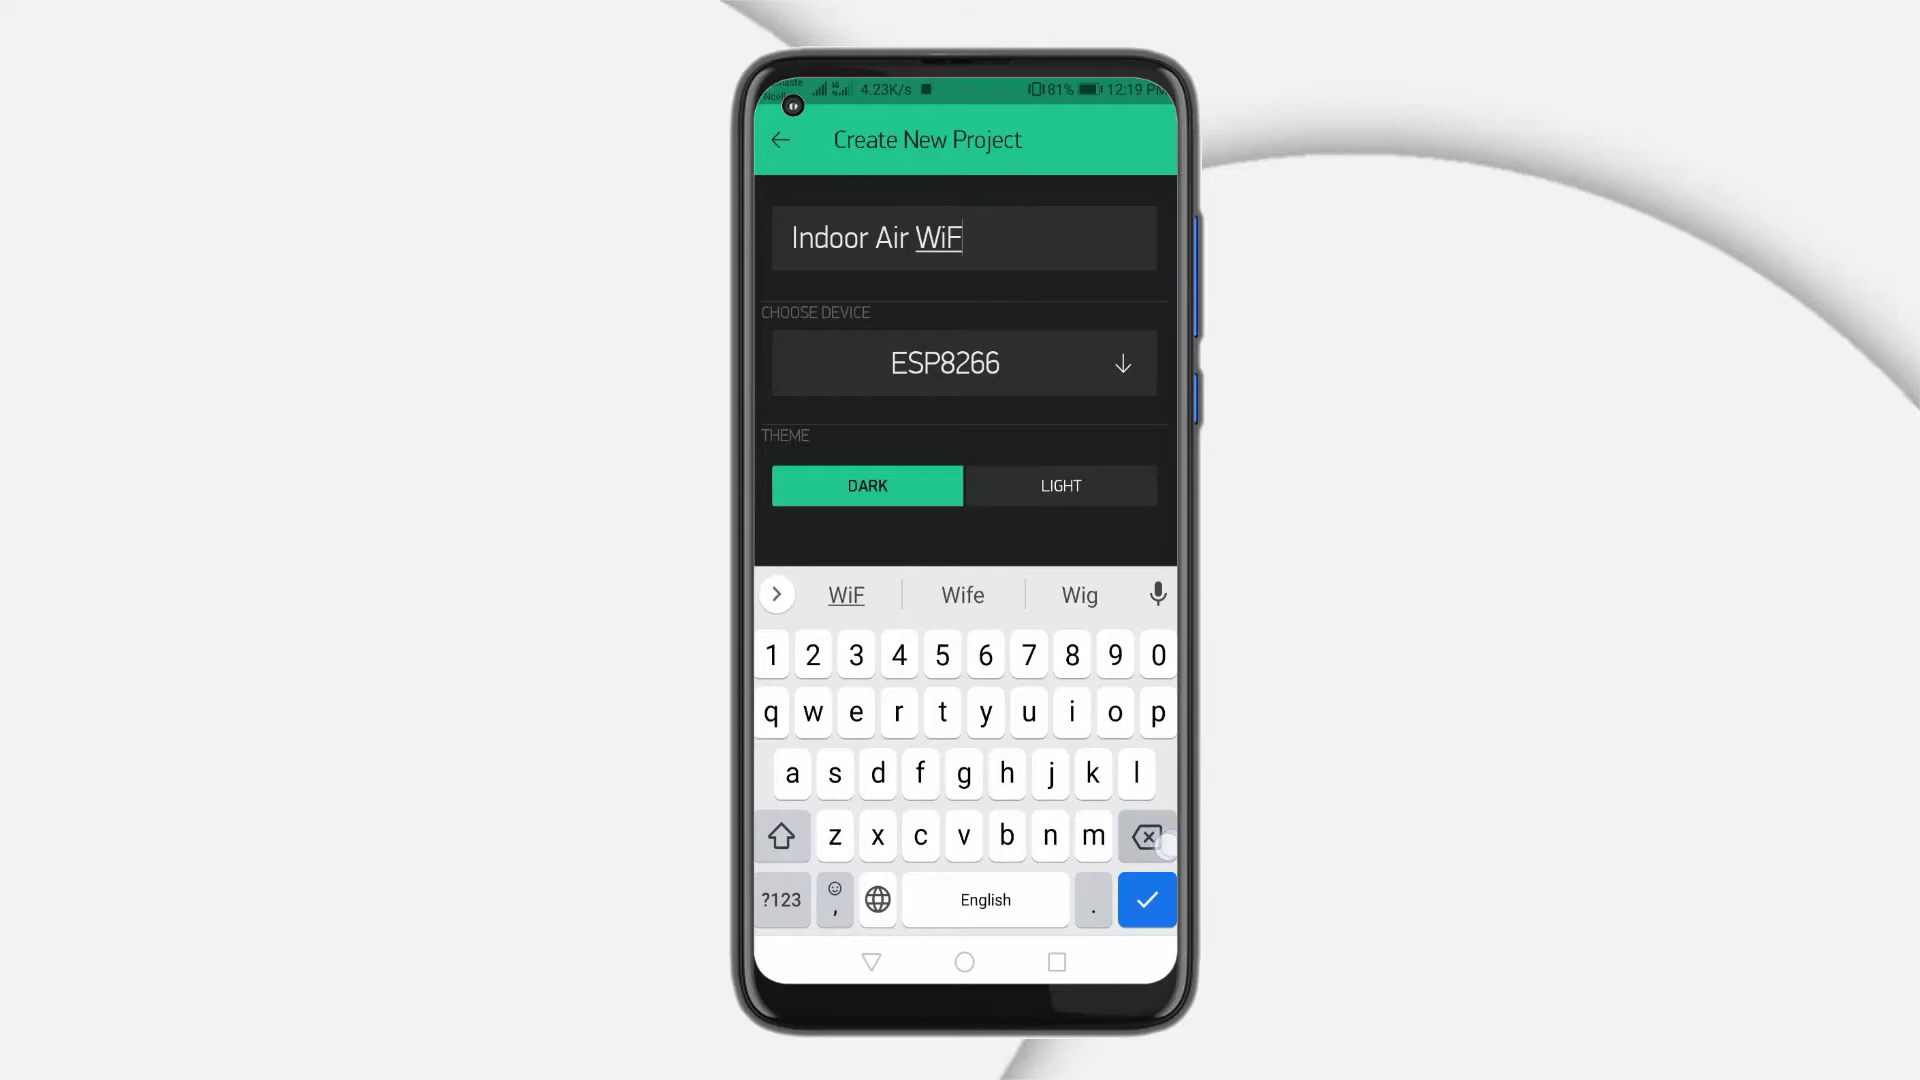 4.23K/s 81% 12:19 PM
Create New Project
Indoor Air WiF
CHOOSE DEVICE
ESP8266
THEME
DARK LIGHT
WiF Wife Wig
1 2 3 4 5 6 7 8 9 0
q w e r t y u i o p
a s d f g h j k l
z x c v b n m
?123 , English .